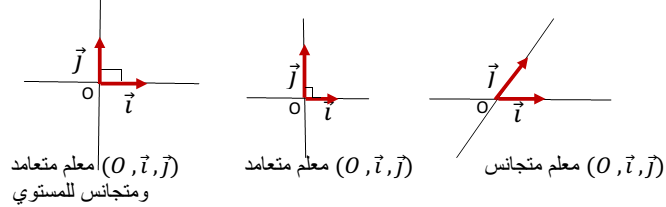 j⃗
O
i⃗
j⃗
O
i⃗
j⃗
O
i⃗
(O , i⃗, j⃗) معلم متعامد
ومتجانس للمستوي
(O , i⃗, j⃗) معلم متعامد
(O , i⃗, j⃗) معلم متجانس